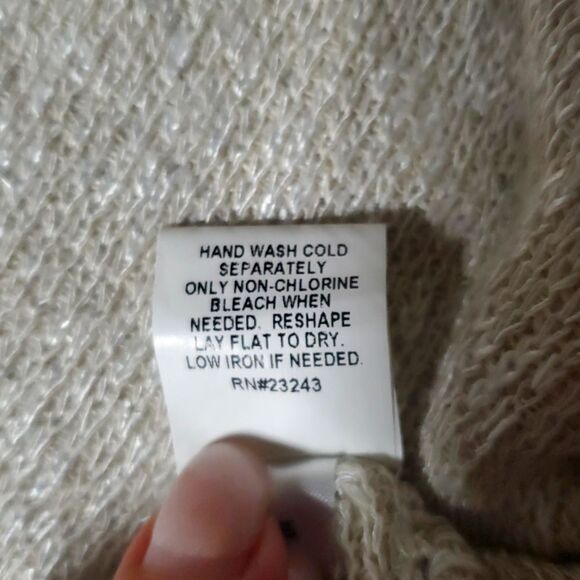 HAND WASH COLD
SEPARATELY
ONLY NON-CHLORINE
BLEACH WHEN
NEEDED. RESHAPE
LAY FLAT TO DRY.
LOW IRON IF NEEDED.
RN#23243